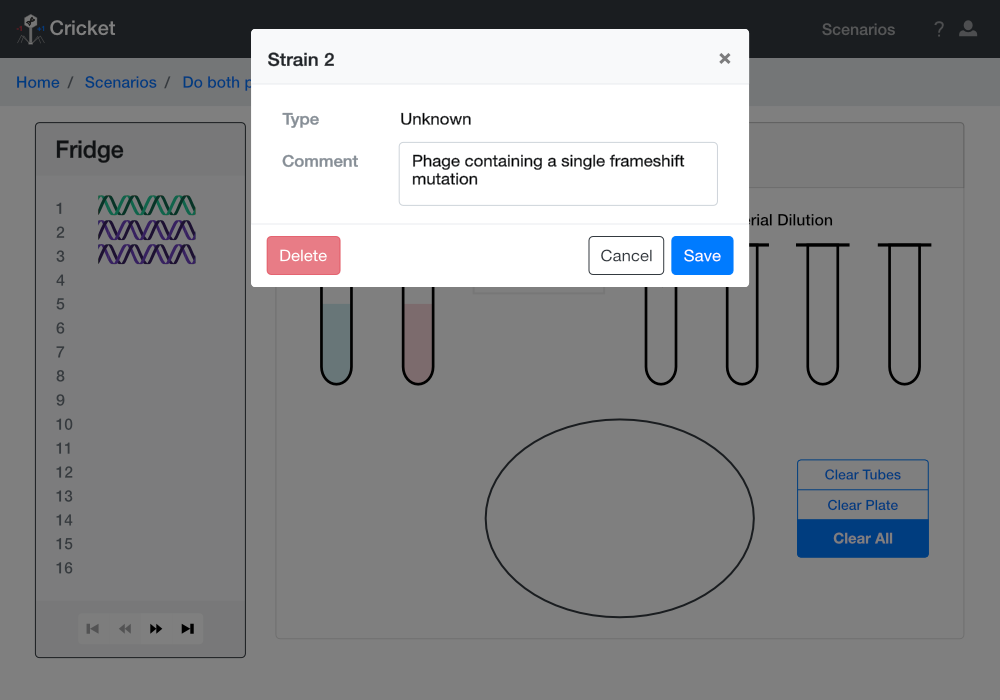 Cricket
Scenarios
?
Home / Scenarios / Do both
Strain 2
×
Type
Unknown
Comment
Phage containing a single frameshift
mutation
Delete
Cancel
Save
Fridge
1
2
3
4
5
6
7
8
9
10
11
12
13
14
15
16
Dilution
Clear Tubes
Clear Plate
Clear All